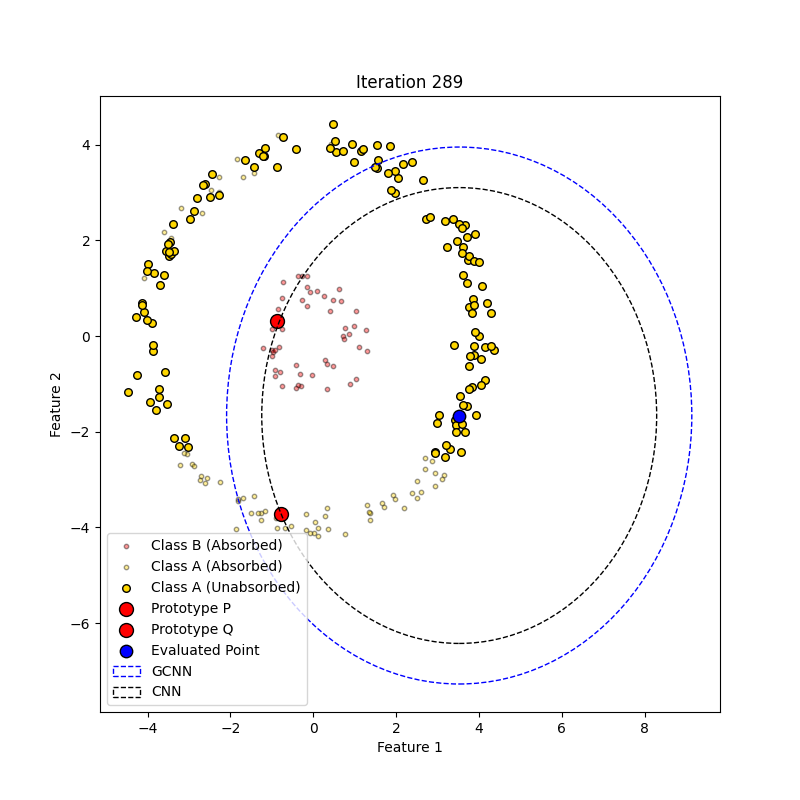 Iteration 289
4
2
0
−2
−4
−6
Feature 2
Class B (Absorbed)
Class A (Absorbed)
Class A (Unabsorbed)
Prototype P
Prototype Q
Evaluated Point
GCNN
CNN
−4 −2 0 2 4 6 8
Feature 1